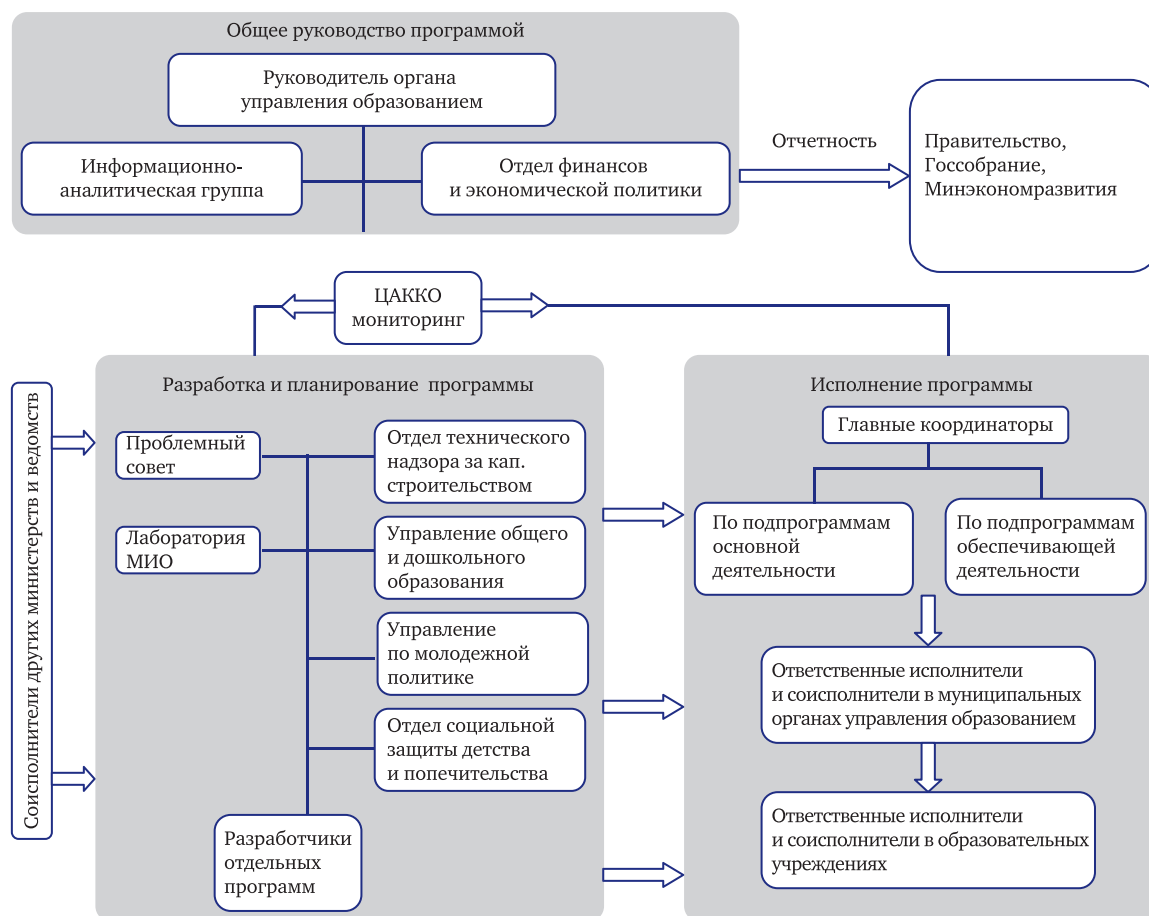 Общее руководство программой
Руководитель органа
управления образованием
Информационно-
аналитическая группа
Отдел финансов
и экономической политики
Отчетность
Правительство,
Госсобрание,
Минэкономразвития
ЦАККО
мониторинг
Соисполнители других министерств и ведомств
Разработка и планирование программы
Проблемный
совет
Лаборатория
МИО
Отдел технического
надзора за кап.
строительством
Управление общего
и дошкольного
образования
Управление
по молодежной
политике
Отдел социальной
защиты детства
и попечительства
Разработчики
отдельных
программ
Исполнение программы
Главные координаторы
По подпрограммам
основной
деятельности
По подпрограммам
обеспечивающей
деятельности
Ответственные исполнители
и соисполнители в муниципальных
органах управления образованием
Ответственные исполнители
и соисполнители в образовательных
учреждениях